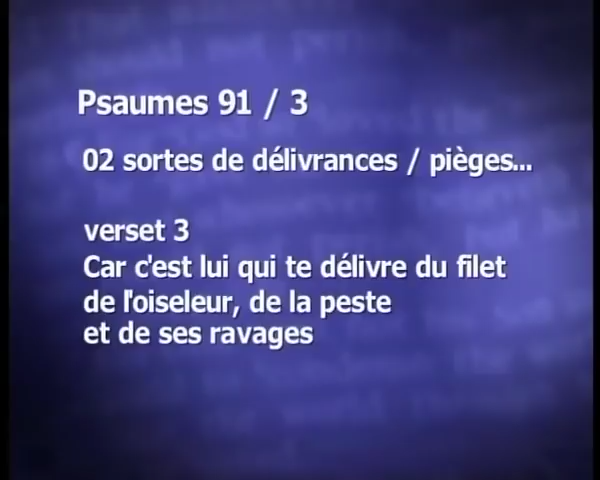 Psaumes 91 / 3
02 sortes de délivrances / pièges...
verset 3
Car c'est lui qui te délivre du filet
de l'oiseleur, de la peste
et de ses ravages